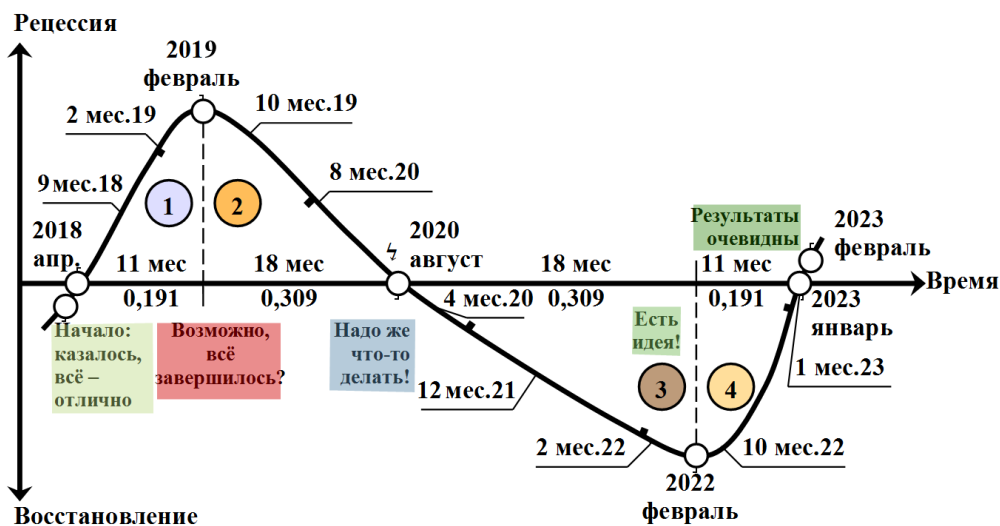 Рецессия
2019
февраль
10 мес.19
2 мес.19
8 мес.20
9 мес.18
1
2
2018
апр.
2020
август
Результаты
очевидны
2023
февраль
11 мес
18 мес
18 мес
11 мес
Время
0,191
0,309
4 мес.20
0,309
0,191
2023
январь
Начало:
казалось,
всё –
отлично
Возможно,
всё
завершилось?
Надо же
что-то
делать!
Есть
идея!
1 мес.23
12 мес.21
3
4
2 мес.22
10 мес.22
2022
февраль
Восстановление